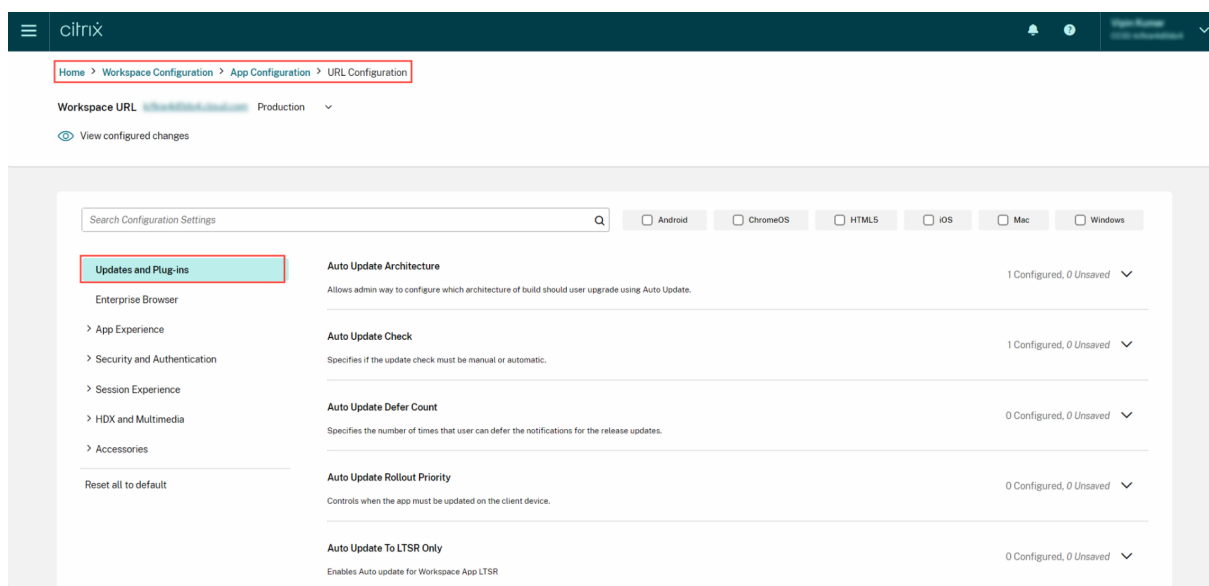 citrix
Home > Workspace Configuration > App Configuration > URL Configuration
Workspace URL Production
View configured changes
Search Configuration Settings
Android ChromeOS HTML5 iOS Mac Windows
Updates and Plug-ins
Enterprise Browser
> App Experience
> Security and Authentication
> Session Experience
> HDX and Multimedia
> Accessories
Reset all to default
Auto Update Architecture
1 Configured, 0 Unsaved
Allows admin way to configure which architecture of build should user upgrade using Auto Update.
Auto Update Check
1 Configured, 0 Unsaved
Specifies if the update check must be manual or automatic.
Auto Update Defer Count
0 Configured, 0 Unsaved
Specifies the number of times that user can defer the notifications for the release updates.
Auto Update Rollout Priority
0 Configured, 0 Unsaved
Controls when the app must be updated on the client device.
Auto Update To LTSR Only
0 Configured, 0 Unsaved
Enables Auto update for Workspace App LTSR